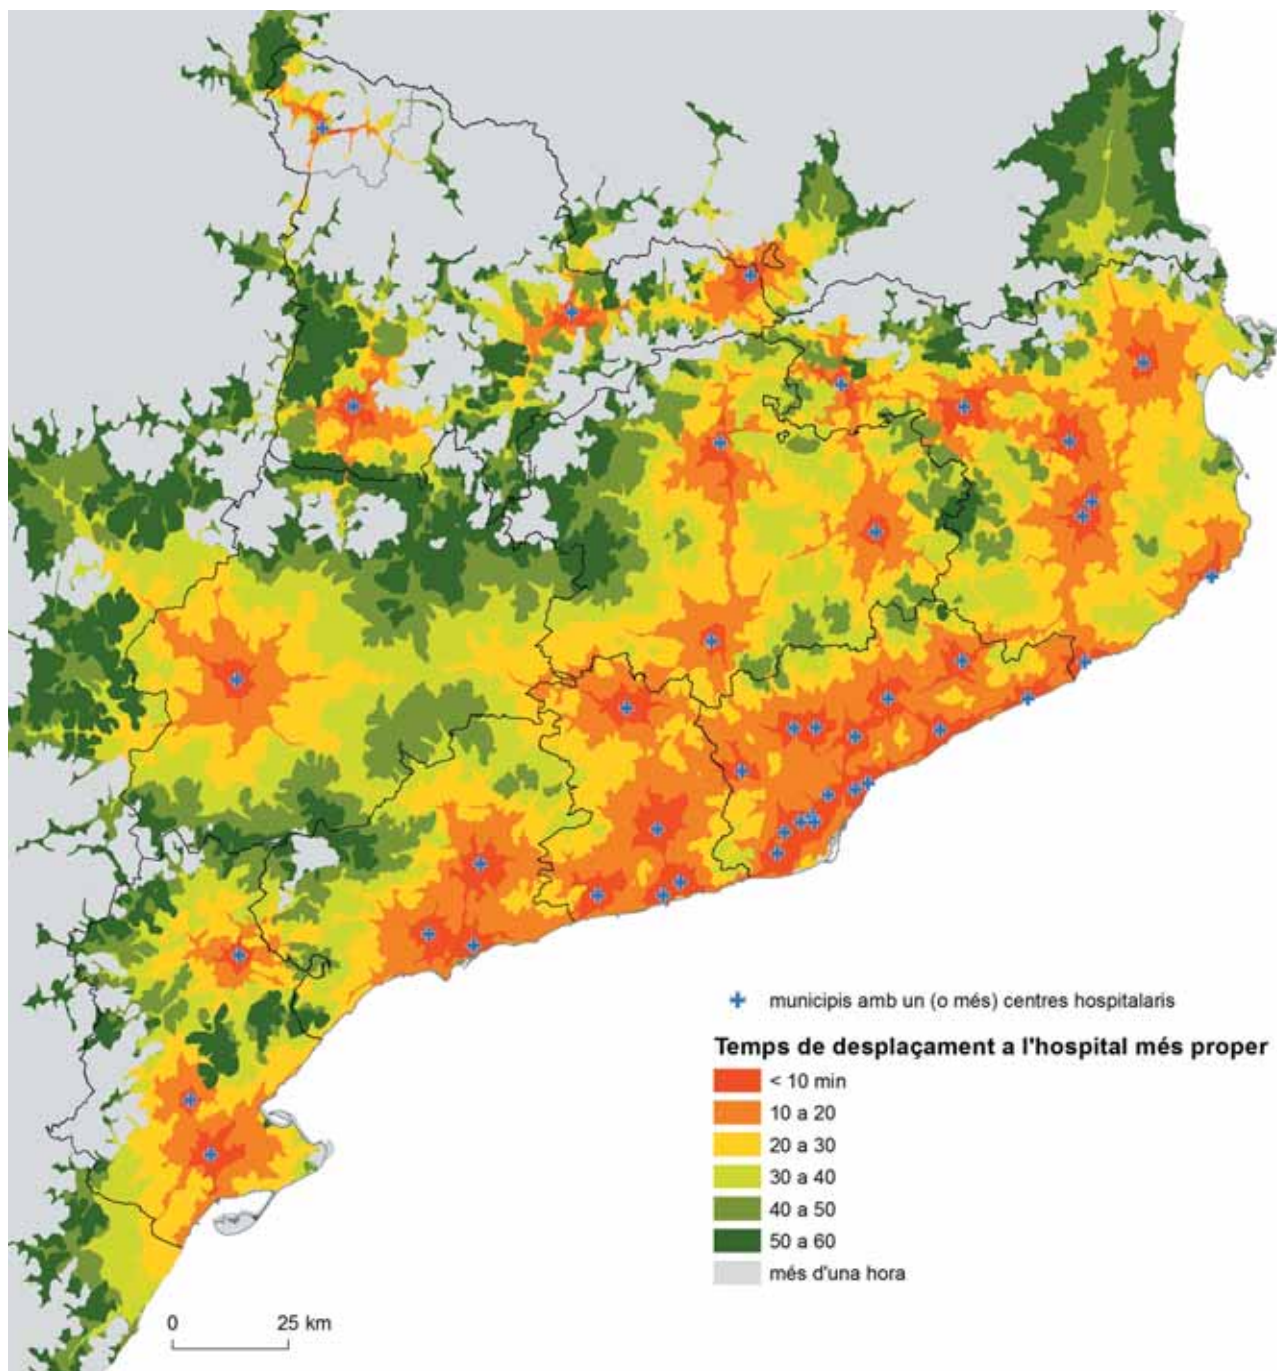 municipis amb un (o més) centres hospitalaris
Temps de desplaçament a l'hospital més proper
< 10 min
10 a 20
20 a 30
30 a 40
40 a 50
50 a 60
més d'una hora
0 25 km